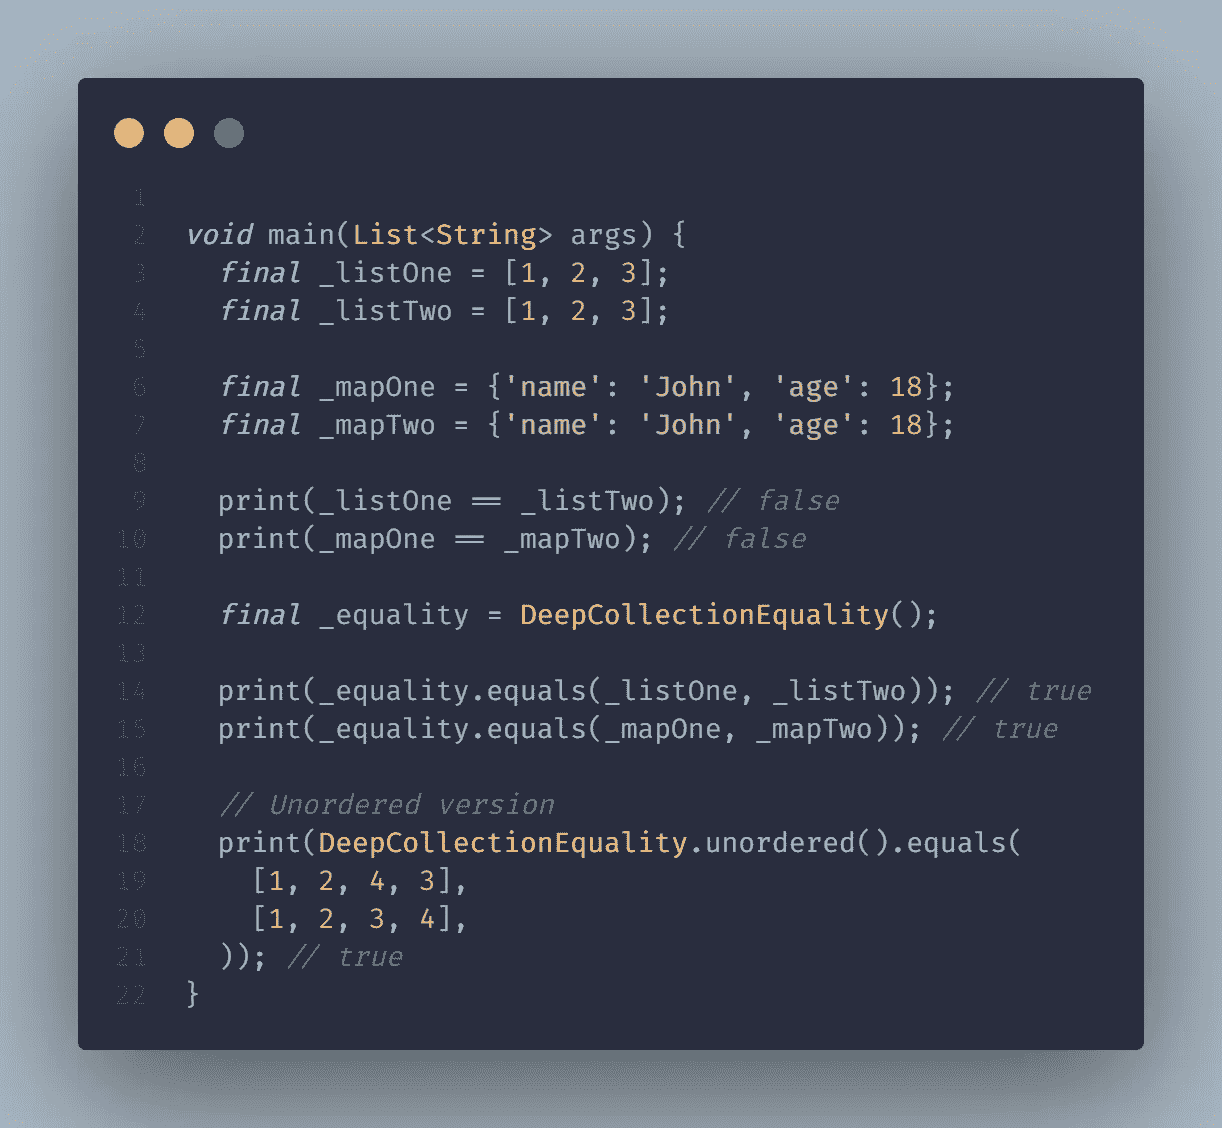 1
2 void main(List<String> args) {
3   final _listOne = [1, 2, 3];
4   final _listTwo = [1, 2, 3];
5
6   final _mapOne = {'name': 'John', 'age': 18};
7   final _mapTwo = {'name': 'John', 'age': 18};
8
9   print(_listOne == _listTwo); // false
10   print(_mapOne == _mapTwo); // false
11
12   final _equality = DeepCollectionEquality();
13
14   print(_equality.equals(_listOne, _listTwo)); // true
15   print(_equality.equals(_mapOne, _mapTwo)); // true
16
17   // Unordered version
18   print(DeepCollectionEquality.unordered().equals(
19     [1, 2, 4, 3],
20     [1, 2, 3, 4],
21   )); // true
22 }